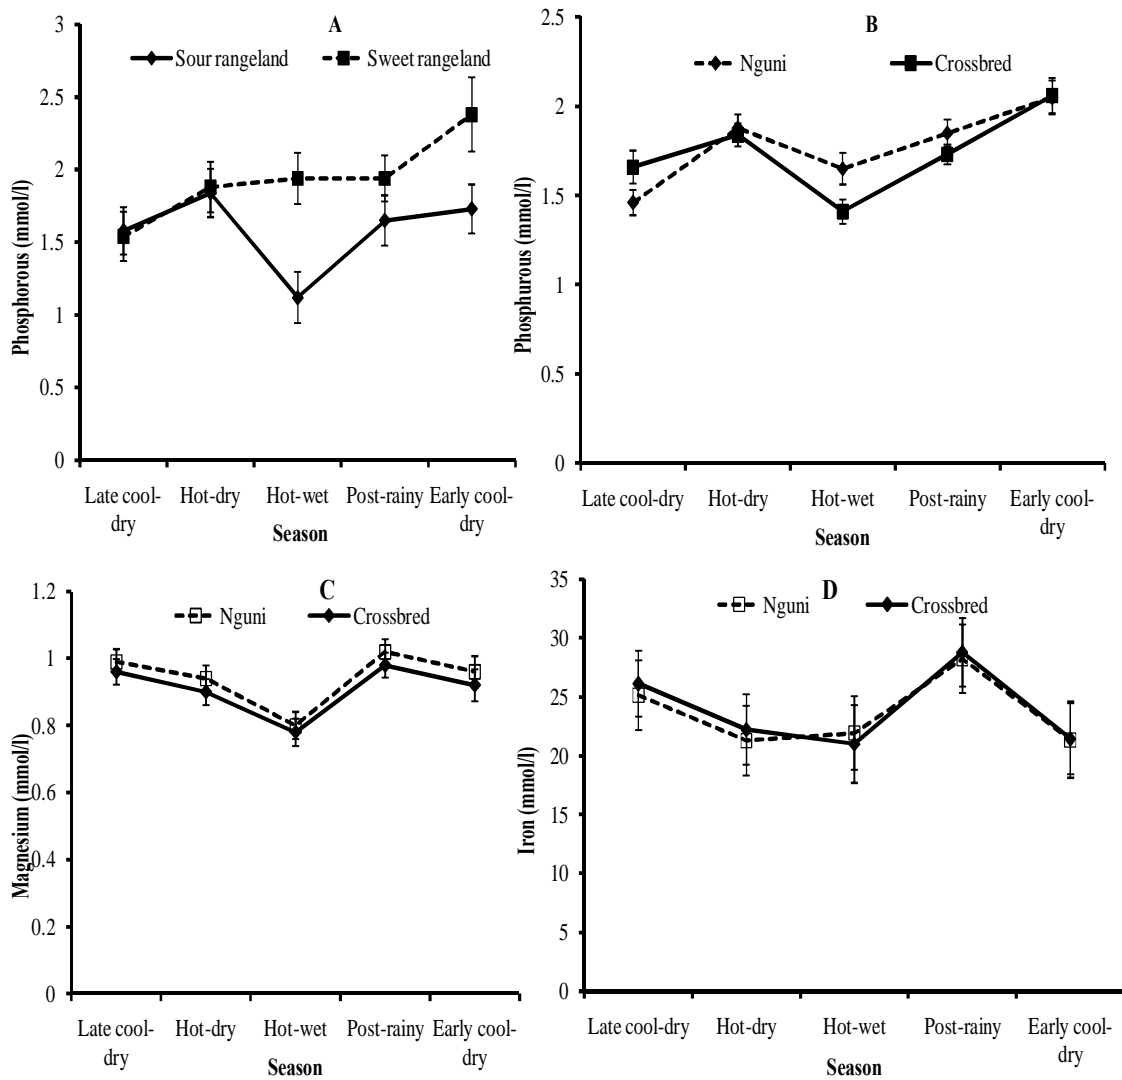 A
Sour rangeland
Sweet rangeland
3
2.5
2
1.5
1
0.5
0
Phosphorous (mmol/l)
Late cool-
dry
Hot-dry
Hot-wet
Post-rainy
Early cool-
dry
Season
B
Nguni
Crossbred
2.5
2
1.5
1
0.5
0
Phosphurous (mmol/l)
Late cool-dry
Hot-dry
Hot-wet
Post-rainy
Early cool-
dry
Season
C
Nguni
Crossbred
1.2
1
0.8
0.6
0.4
0.2
0
Magnesium (mmol/l)
Late cool-
dry
Hot-dry
Hot-wet
Post-rainy
Early cool-
dry
Season
D
Nguni
Crossbred
35
30
25
20
15
10
5
0
Iron (mmol/l)
Late cool-dry
Hot-dry
Hot-wet
Post-rainy
Early cool-
dry
Season